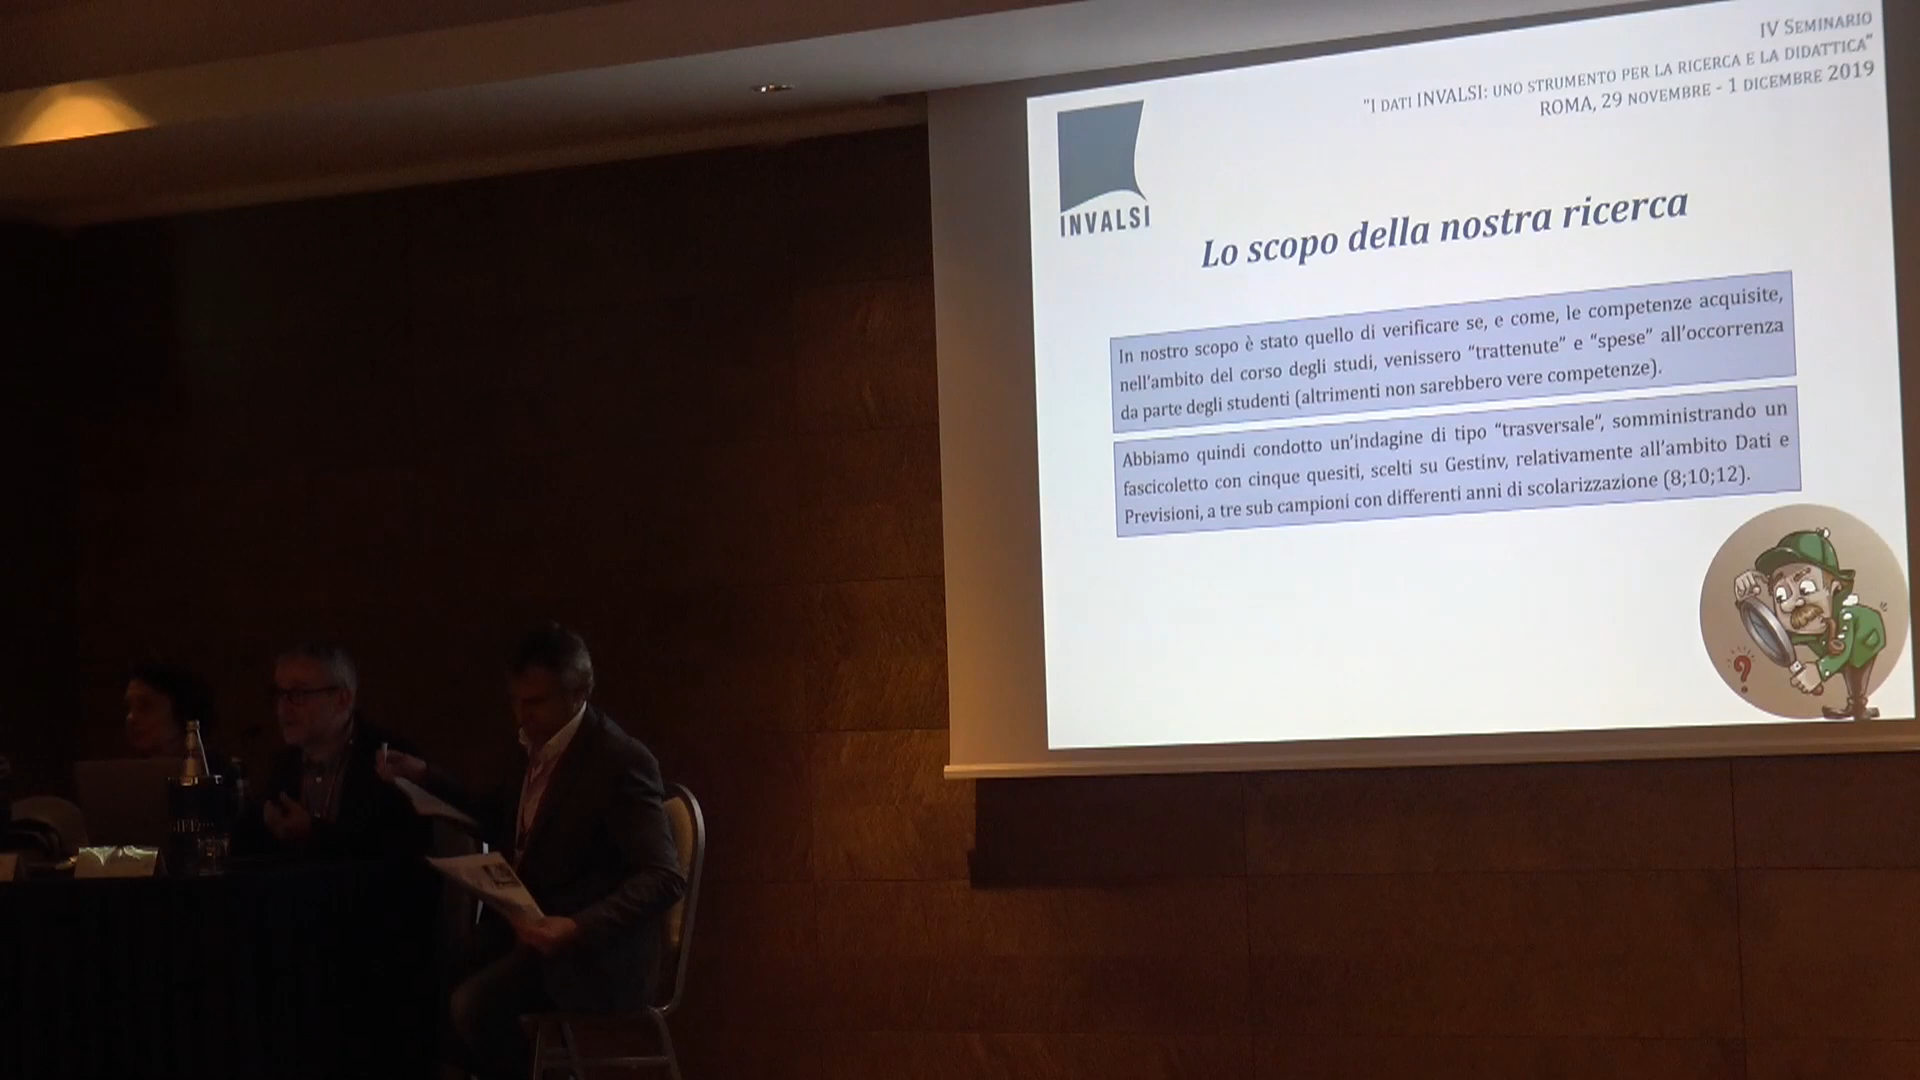 IV SEMINARIO
"I DATI INVALSI: UNO STRUMENTO PER LA RICERCA E LA DIDATTICA"
ROMA, 29 NOVEMBRE - 1 DICEMBRE 2019
INVALSI
Lo scopo della nostra ricerca
In nostro scopo è stato quello di verificare se, e come, le competenze acquisite,
nell'ambito del corso degli studi, venissero "trattenute" e "spese" all'occorrenza
da parte degli studenti (altrimenti non sarebbero vere competenze).
Abbiamo quindi condotto un'indagine di tipo "trasversale", somministrando un
fascicoletto con cinque quesiti, scelti su Gestinv, relativamente all'ambito Dati e
Previsioni, a tre sub campioni con differenti anni di scolarizzazione (8;10;12).
?